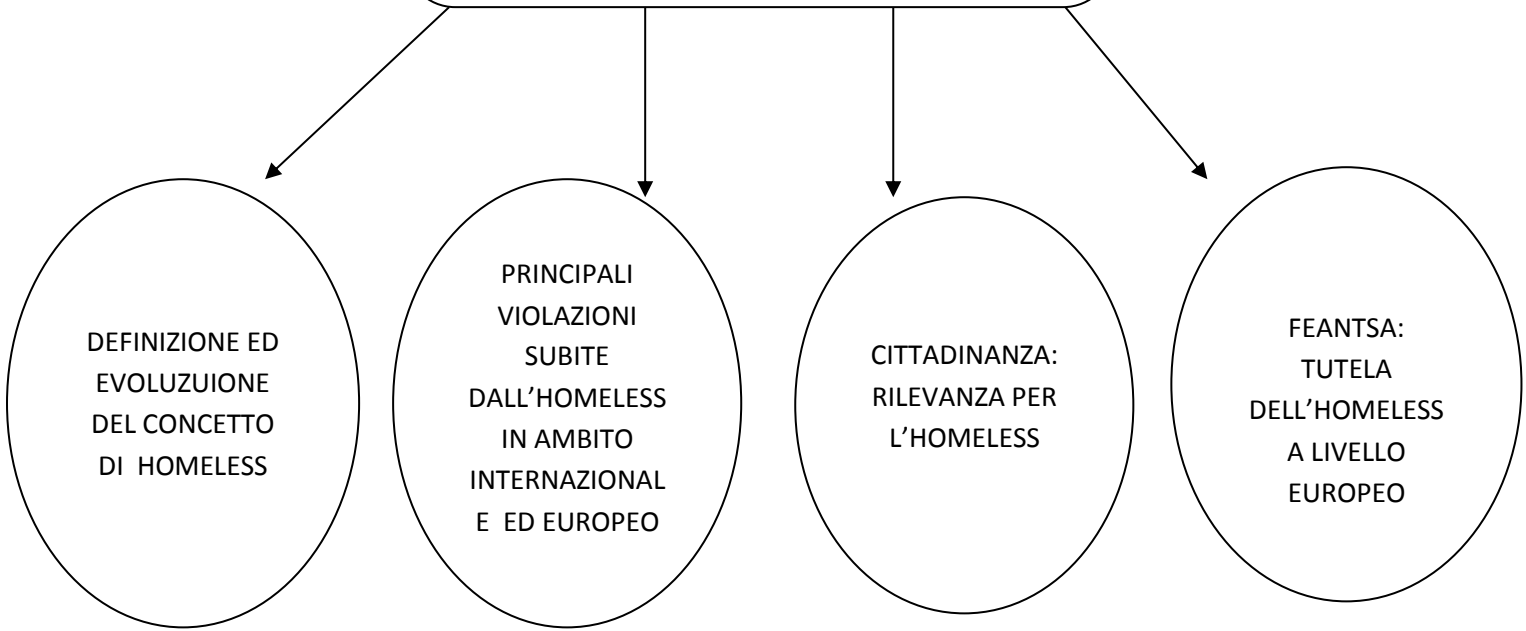 DEFINIZIONE ED
EVOLUZUIONE
DEL CONCETTO
DI HOMELESS
PRINCIPALI
VIOLAZIONI
SUBITE
DALL’HOMELESS
IN AMBITO
INTERNAZIONAL
E ED EUROPEO
CITTADINANZA:
RILEVANZA PER
L’HOMELESS
FEANTSA:
TUTELA
DELL’HOMELESS
A LIVELLO
EUROPEO